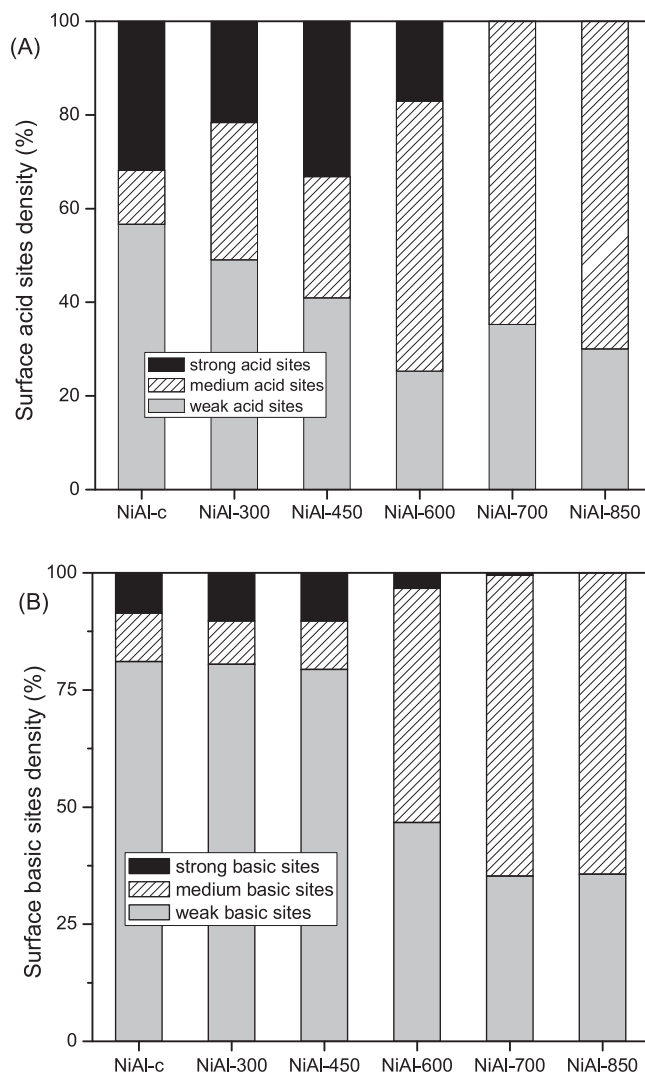 (A)
Surface acid sites density (%)
100
80
60
40
20
0
strong acid sites
medium acid sites
weak acid sites
NiAl-c NiAl-300 NiAl-450 NiAl-600 NiAl-700 NiAl-850
(B)
Surface basic sites density (%)
100
75
50
25
0
strong basic sites
medium basic sites
weak basic sites
NiAl-c NiAl-300 NiAl-450 NiAl-600 NiAl-700 NiAl-850